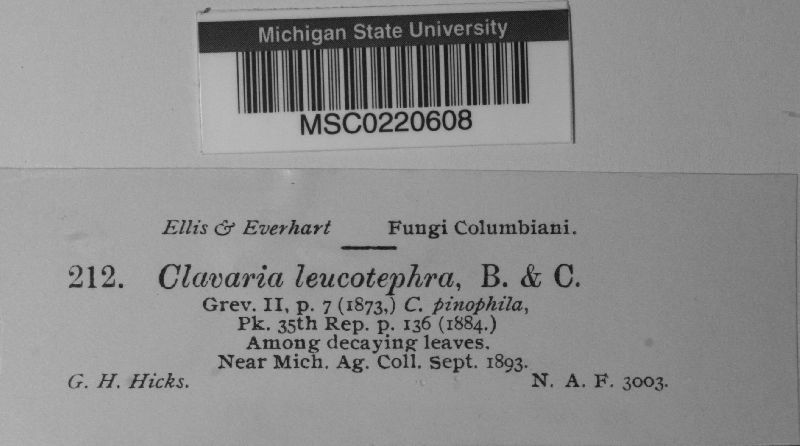 Michigan State University
MSC0220608
Ellis & Everhart Fungi Columbiani.
212. Clavaria leucotephra, B. & C.
Grev. II, p. 7 (1873,) C. pinophila,
Pk. 35th Rep. p. 136 (1884.)
Among decaying leaves.
Near Mich. Ag. Coll. Sept. 1893.
G. H. Hicks. N. A. F. 3003.